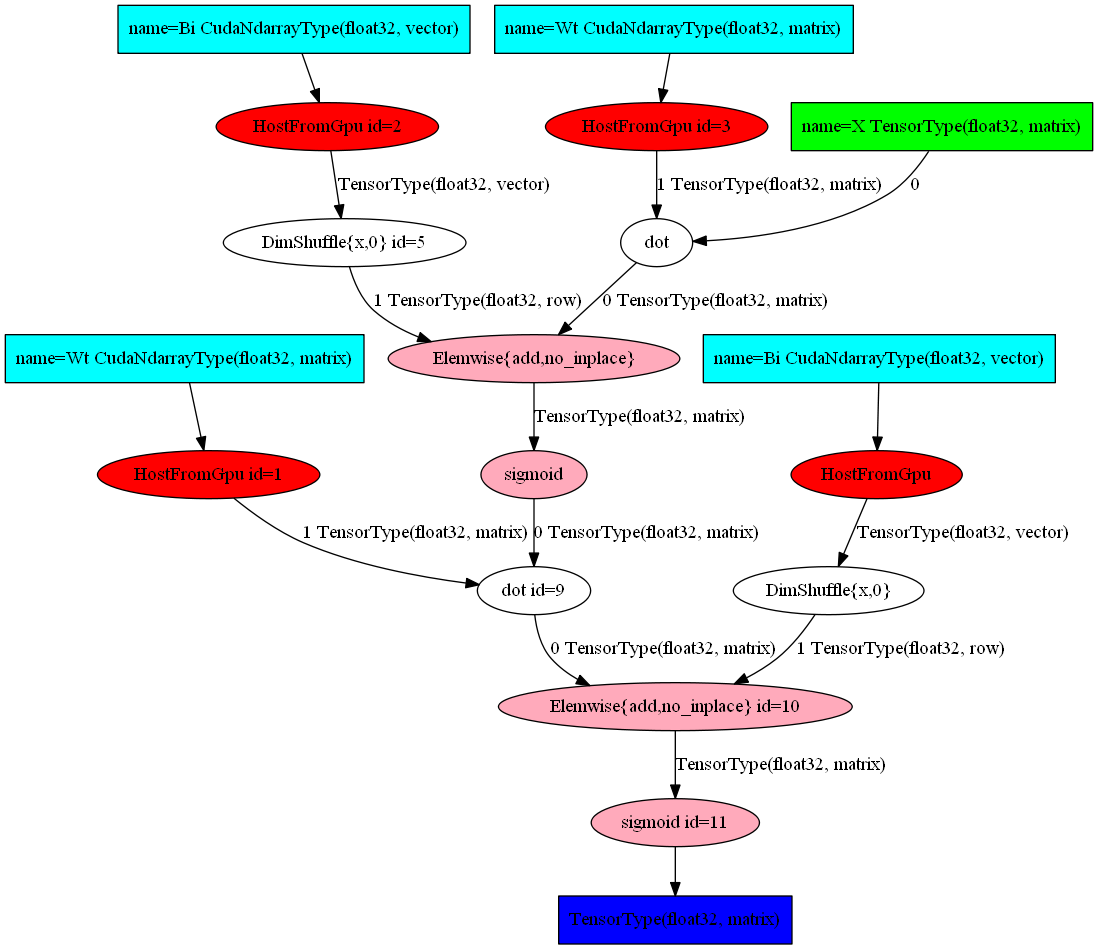 name=Bi CudaNdarrayType(float32, vector)
name=Wt CudaNdarrayType(float32, matrix)
HostFromGpu id=2
HostFromGpu id=3
name=X TensorType(float32, matrix)
TensorType(float32, vector)
1 TensorType(float32, matrix)
0
DimShuffle{x,0} id=5
dot
1 TensorType(float32, row)
0 TensorType(float32, matrix)
name=Wt CudaNdarrayType(float32, matrix)
Elemwise{add,no_inplace}
name=Bi CudaNdarrayType(float32, vector)
TensorType(float32, matrix)
HostFromGpu id=1
sigmoid
HostFromGpu
1 TensorType(float32, matrix)
0 TensorType(float32, matrix)
TensorType(float32, vector)
dot id=9
DimShuffle{x,0}
0 TensorType(float32, matrix)
1 TensorType(float32, row)
Elemwise{add,no_inplace} id=10
TensorType(float32, matrix)
sigmoid id=11
TensorType(float32, matrix)